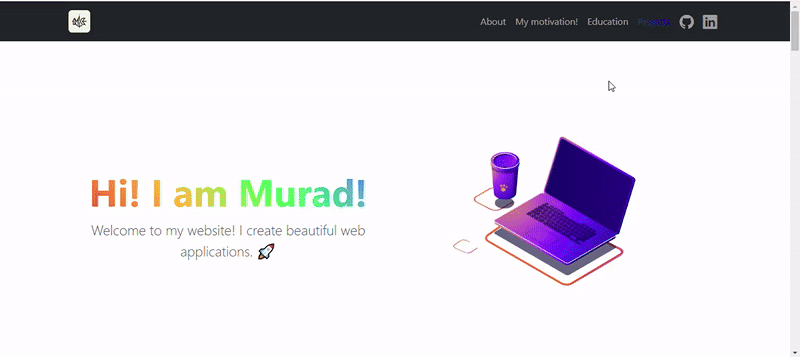 About My motivation! Education Projects
Hi! I am Murad!
Welcome to my website! I create beautiful web
applications. 🚀